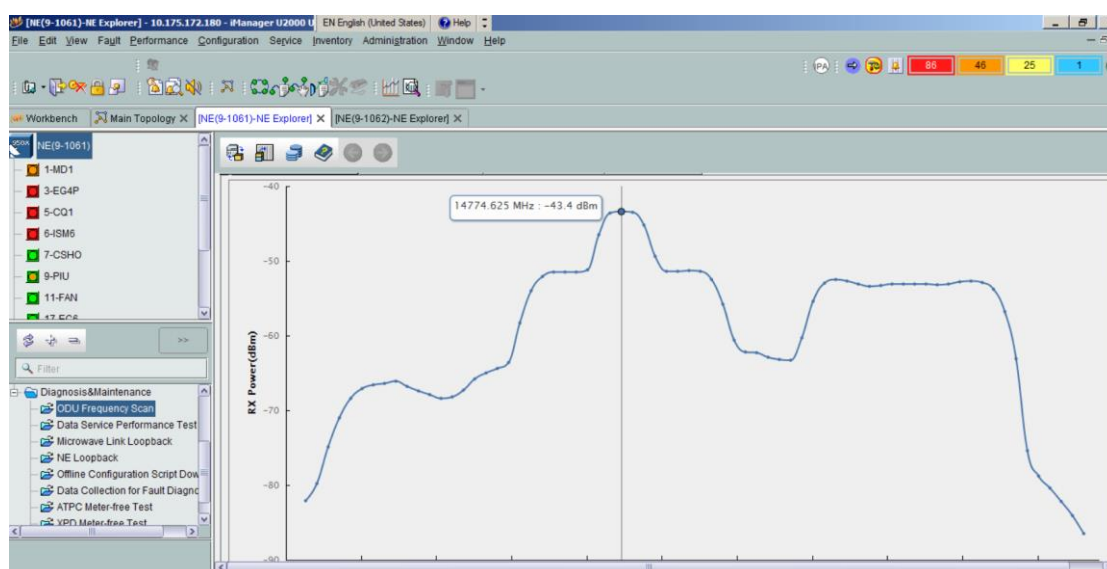 [NE(9-1061)-NE Explorer] - 10.175.172.180 - iManager U2000 U
EN English (United States) Help
File Edit View Fault Performance Configuration Service Inventory Administration Window Help
86 46 25 1
Workbench Main Topology X [NE(9-1061)-NE Explorer] X [NE(9-1062)-NE Explorer] X
NE(9-1061)
1-MD1
3-EG4P
5-CQ1
6-ISM6
7-CSHO
9-PIU
11-FAN
17-EG6
>>
Filter
Diagnosis&Maintenance
ODU Frequency Scan
Data Service Performance Test
Microwave Link Loopback
NE Loopback
Offline Configuration Script Dow
Data Collection for Fault Diagno
ATPC Meter-free Test
XPD Meter-free Test
-40
14774.625 MHz : -43.4 dBm
-50
-60
RX Power(dBm)
-70
-80
-90